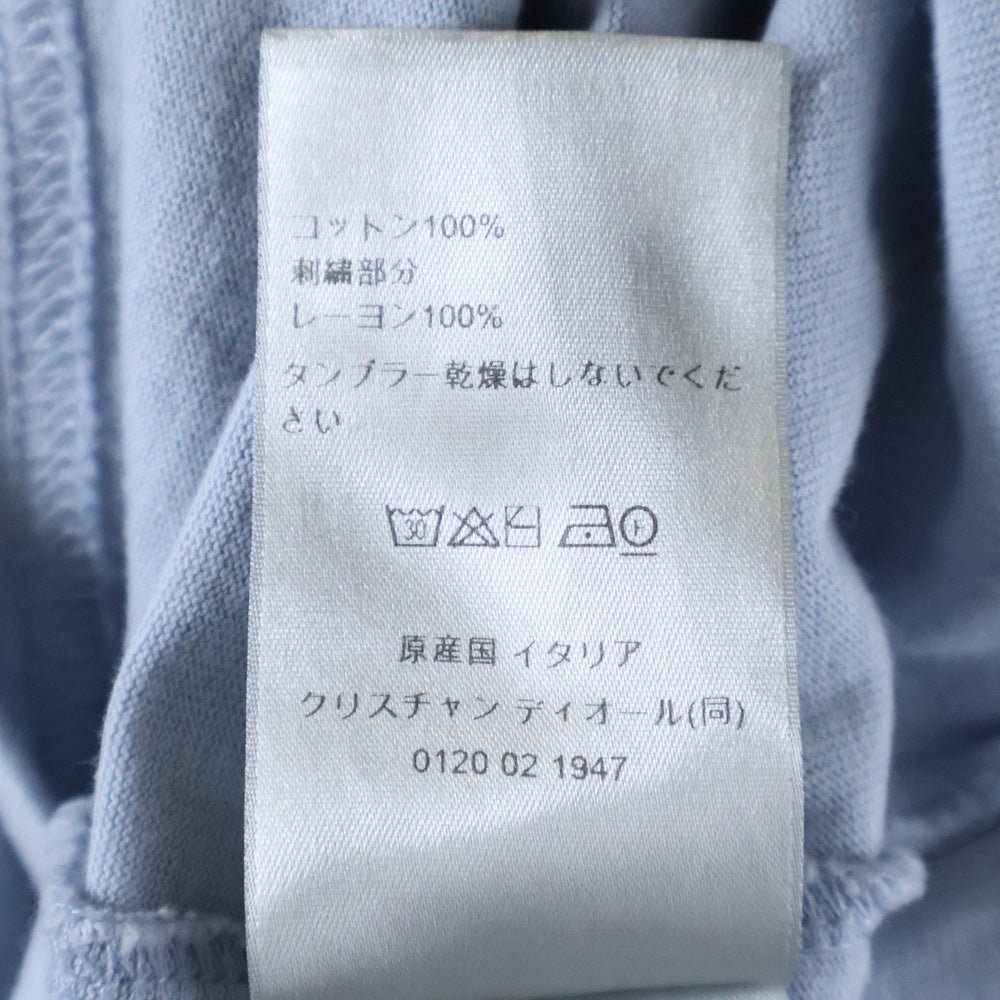 コットン100%
刺繍部分
レーヨン100%
タンブラー乾燥はしないでくだ
さい
30
原産国 イタリア
クリスチャン ディオール(同)
0120 02 1947